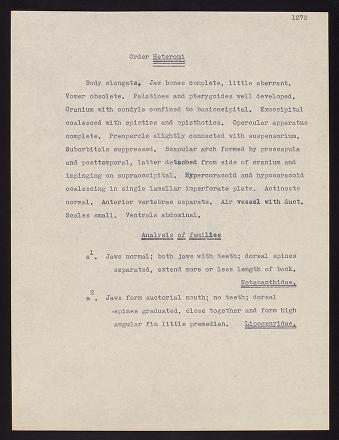 1273
Order Heteromi
Body elongate. Jaw bones complete, little aberrant.
Vomer obsolete. Palatines and pterygoides well developed.
Cranium with condyle confined to basioccipital. Exoccipital
coalesced with epiotics and opisthotics. Opercular apparatus
complete. Preopercle slightly connected with suspensorium.
Suborbitals suppressed. Scapular arch formed by proscapula
and posttemporal, latter detached from side of cranium and
impinging on supraoccipital. Hypercoracoid and hypocoracoid
coalescing in single lamellar imperforate plate. Actinosts
normal. Anterior vertebrae separate. Air vessel with duct.
Scales small. Ventrals abdominal.
Analysis of families
a1. Jaws normal; both jaws with teeth; dorsal spines
separated, extend more or less length of back.
Notacanthidae.
a2. Jaws form suctorial mouth; no teeth; dorsal
spines graduated, close together and form high
angular fin little premedian. Lipogenyidae.